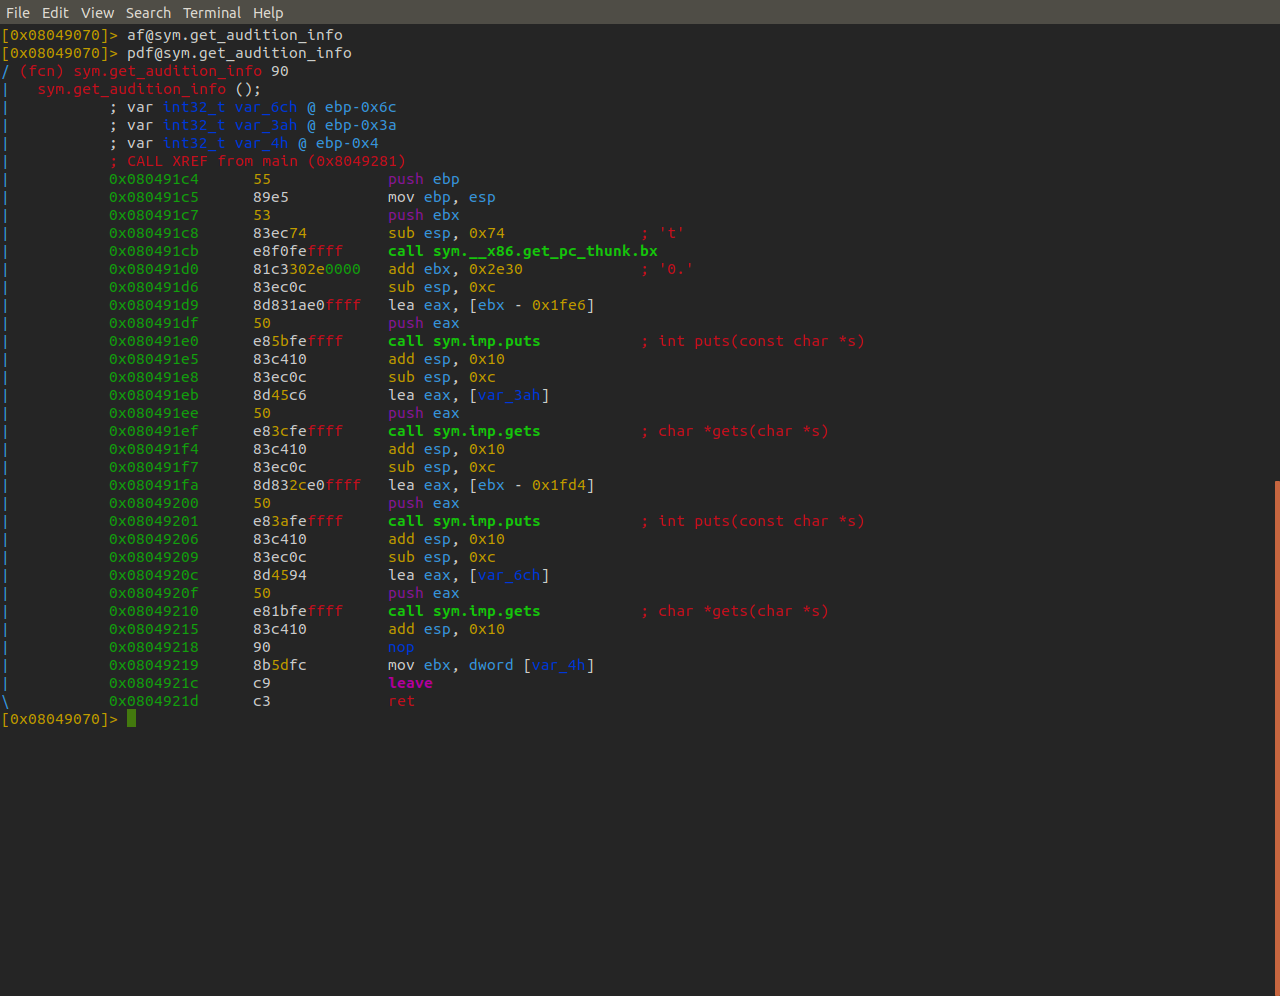 File Edit View Search Terminal Help
[0x08049070]> af@sym.get_audition_info
[0x08049070]> pdf@sym.get_audition_info
/ (fcn) sym.get_audition_info 90
|   sym.get_audition_info ();
|           ; var int32_t var_6ch @ ebp-0x6c
|           ; var int32_t var_3ah @ ebp-0x3a
|           ; var int32_t var_4h @ ebp-0x4
|           ; CALL XREF from main (0x8049281)
|           0x080491c4      55             push ebp
|           0x080491c5      89e5           mov ebp, esp
|           0x080491c7      53             push ebx
|           0x080491c8      83ec74         sub esp, 0x74               ; 't'
|           0x080491cb      e8f0feffff     call sym.__x86.get_pc_thunk.bx
|           0x080491d0      81c3302e0000   add ebx, 0x2e30             ; '0.'
|           0x080491d6      83ec0c         sub esp, 0xc
|           0x080491d9      8d831ae0ffff   lea eax, [ebx - 0x1fe6]
|           0x080491df      50             push eax
|           0x080491e0      e85bfeffff     call sym.imp.puts           ; int puts(const char *s)
|           0x080491e5      83c410         add esp, 0x10
|           0x080491e8      83ec0c         sub esp, 0xc
|           0x080491eb      8d45c6         lea eax, [var_3ah]
|           0x080491ee      50             push eax
|           0x080491ef      e83cfeffff     call sym.imp.gets           ; char *gets(char *s)
|           0x080491f4      83c410         add esp, 0x10
|           0x080491f7      83ec0c         sub esp, 0xc
|           0x080491fa      8d832ce0ffff   lea eax, [ebx - 0x1fd4]
|           0x08049200      50             push eax
|           0x08049201      e83afeffff     call sym.imp.puts           ; int puts(const char *s)
|           0x08049206      83c410         add esp, 0x10
|           0x08049209      83ec0c         sub esp, 0xc
|           0x0804920c      8d4594         lea eax, [var_6ch]
|           0x0804920f      50             push eax
|           0x08049210      e81bfeffff     call sym.imp.gets           ; char *gets(char *s)
|           0x08049215      83c410         add esp, 0x10
|           0x08049218      90             nop
|           0x08049219      8b5dfc         mov ebx, dword [var_4h]
|           0x0804921c      c9             leave
\           0x0804921d      c3             ret
[0x08049070]>